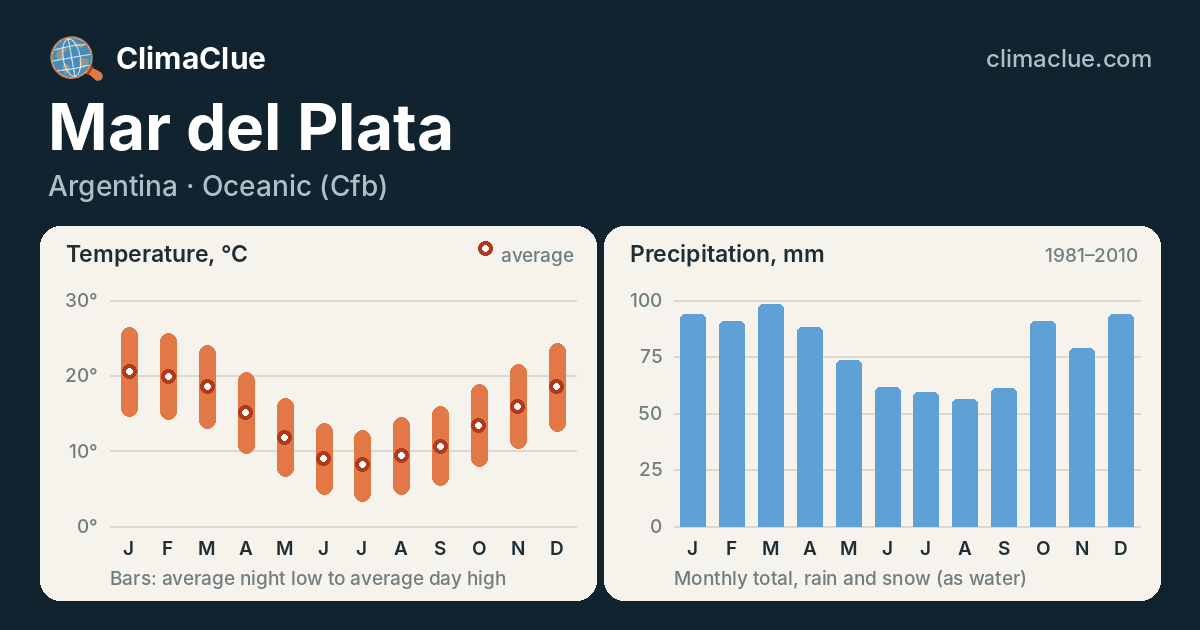 ClimaClue
climaclue.com
Mar del Plata
Argentina · Oceanic (Cfb)
Temperature, °C
average
30°
20°
10°
0°
J F M A M J J A S O N D
Bars: average night low to average day high
Precipitation, mm
1981–2010
100
75
50
25
0
J F M A M J J A S O N D
Monthly total, rain and snow (as water)